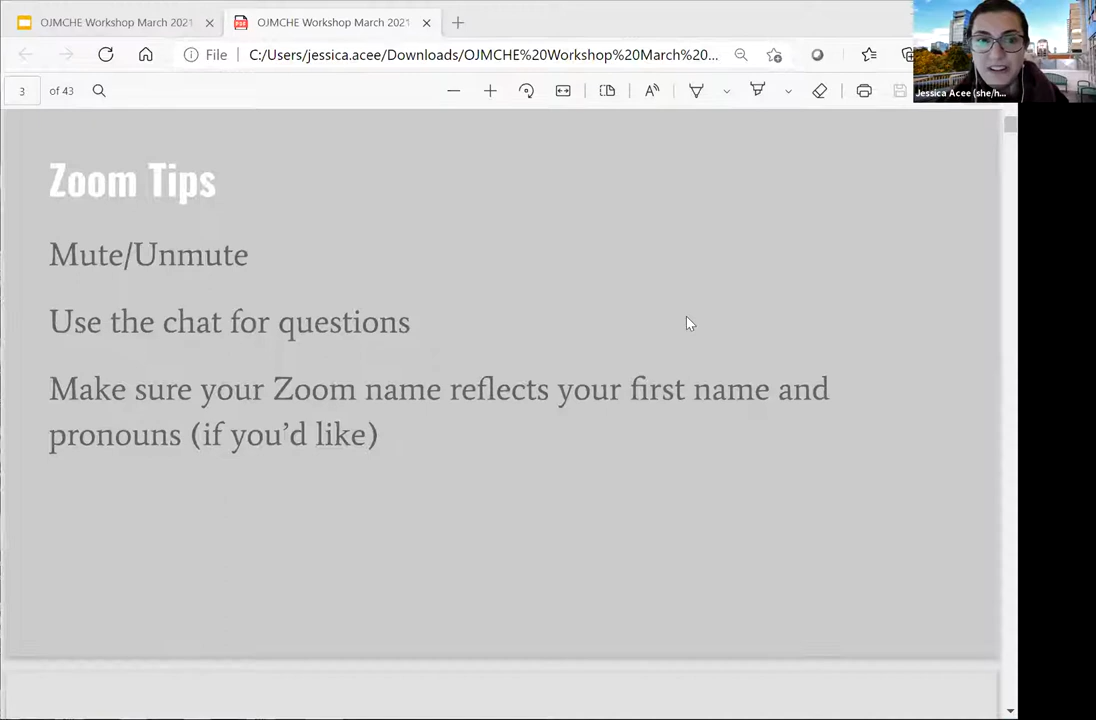 OJMCHE Workshop March 2021
OJMCHE Workshop March 2021
File
C:/Users/jessica.acee/Downloads/OJMCHE%20Workshop%20March%20...
3 of 43
Jessica Acee (she/h...
Zoom Tips
Mute/Unmute
Use the chat for questions
Make sure your Zoom name reflects your first name and
pronouns (if you’d like)